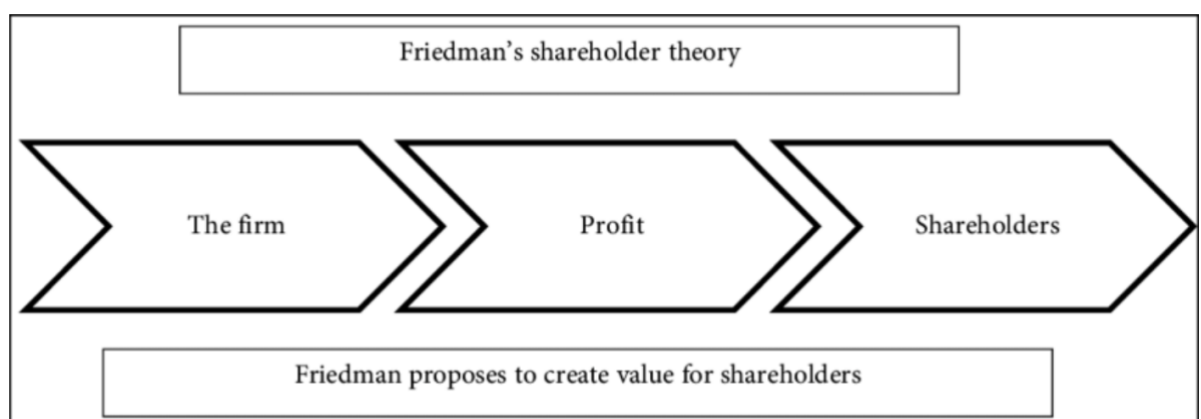 Friedman’s shareholder theory
The firm
Profit
Shareholders
Friedman proposes to create value for shareholders